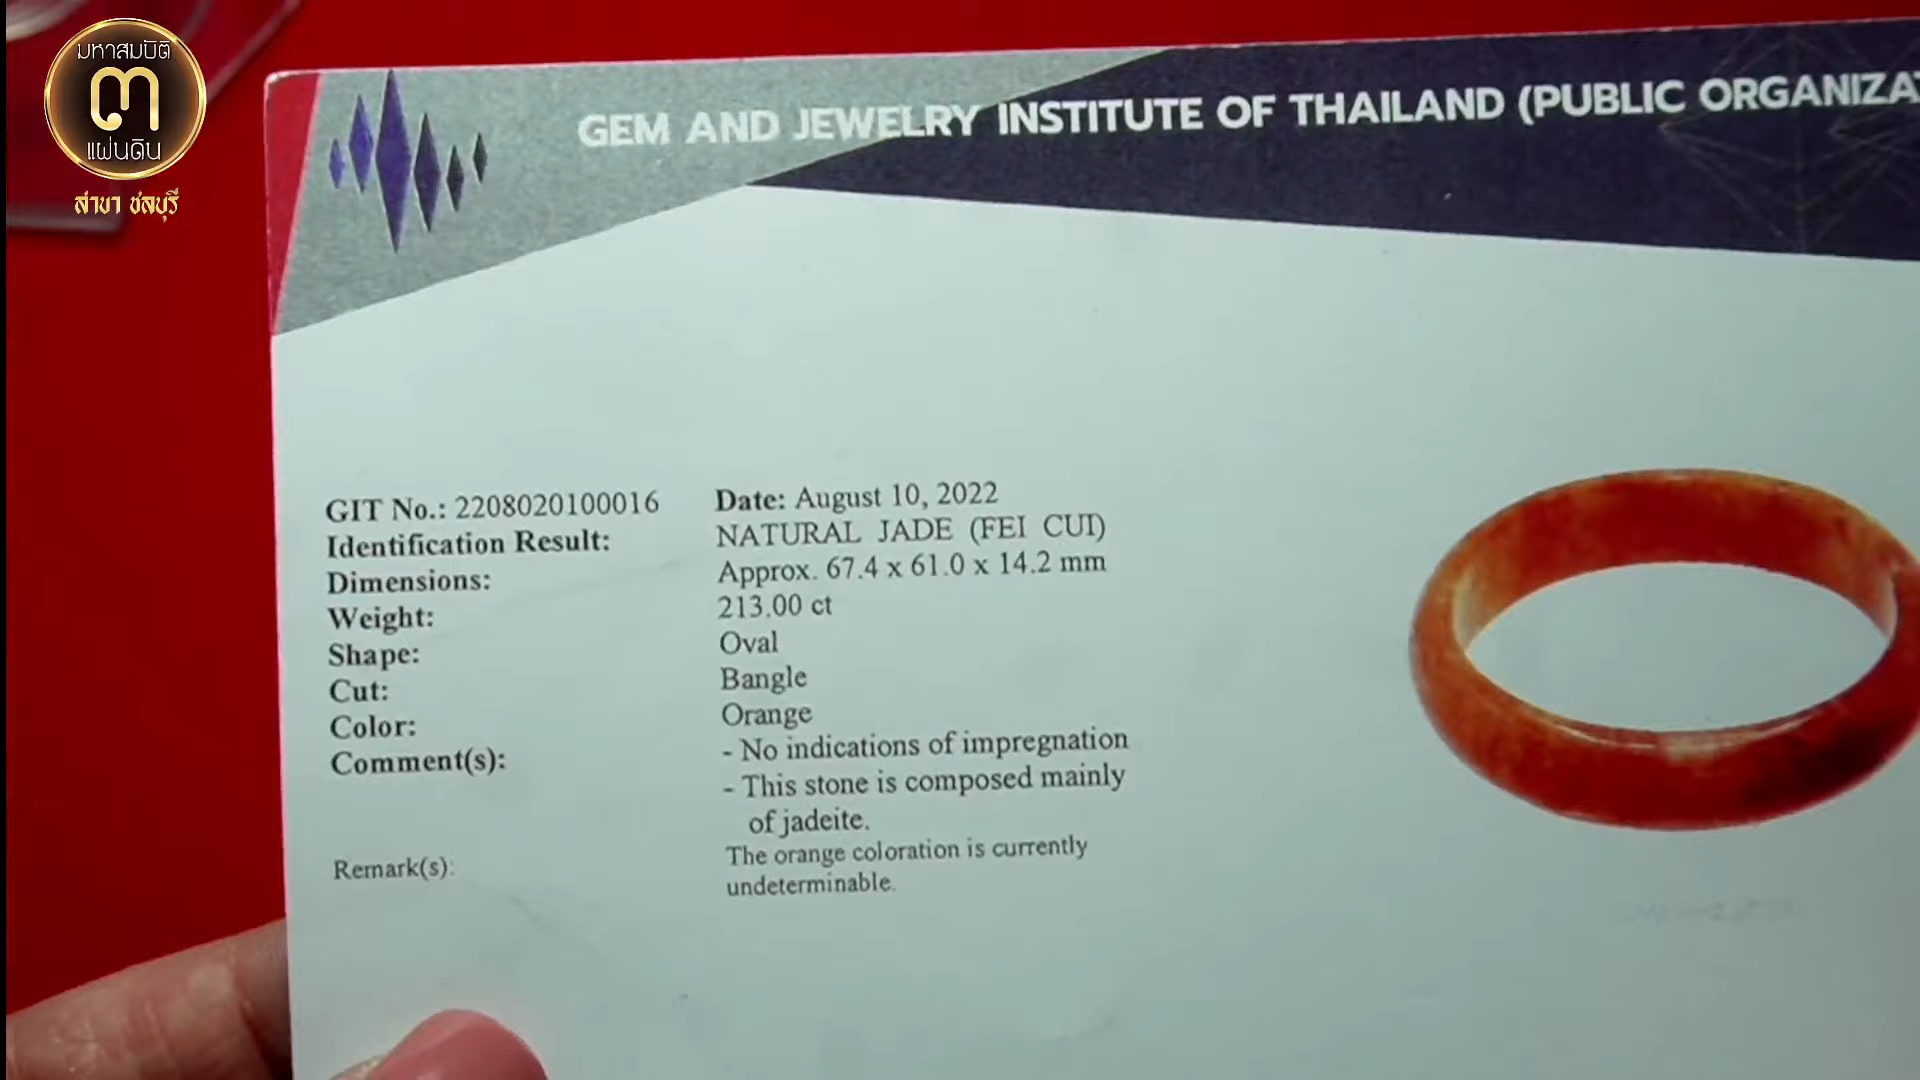 มหาสมบัติ
๓
แผ่นดิน
สาขา ชลบุรี
GEM AND JEWELRY INSTITUTE OF THAILAND (PUBLIC
GIT No.: 2208020100016 Date: August 10, 2022
Identification Result: NATURAL JADE (FEI CUI)
Dimensions: Approx. 67.4 x 61.0 x 14.2 mm
Weight: 213.00 ct
Shape: Oval
Cut: Bangle
Color: Orange
Comment(s): - No indications of impregnation
- This stone is composed mainly
of jadeite.
Remark(s): The orange coloration is currently
undeterminable.